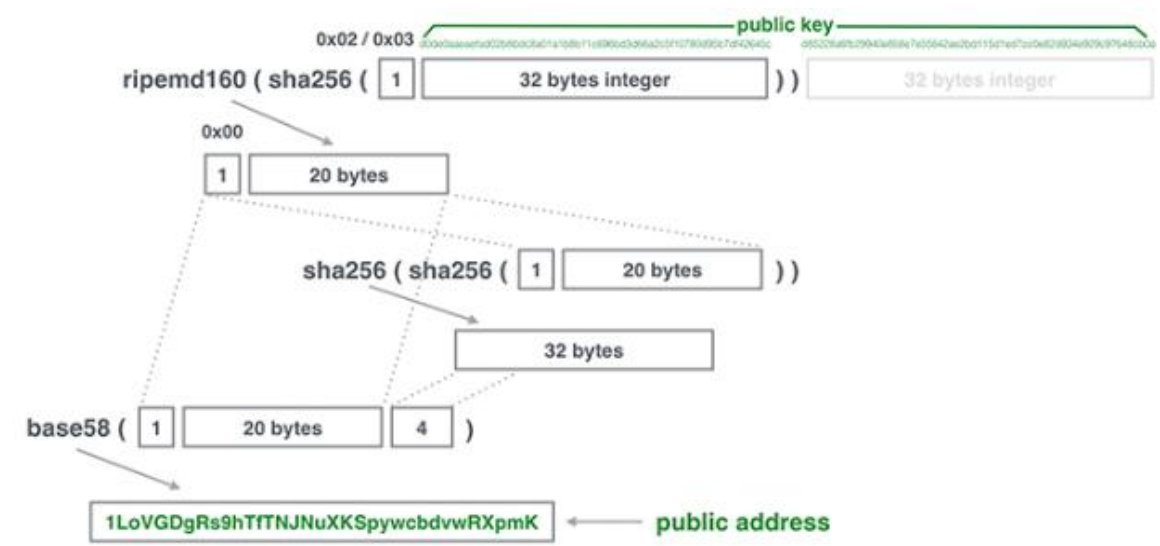 public key
0x02 / 0x03
ripemd160 ( sha256 ( 1 32 bytes integer ) ) 32 bytes integer
0x00
1 20 bytes
sha256 ( sha256 ( 1 20 bytes ) )
32 bytes
base58 ( 1 20 bytes 4 )
1LoVGDgRs9hTfTNJNuXKSpywcbdvwRXpmK public address